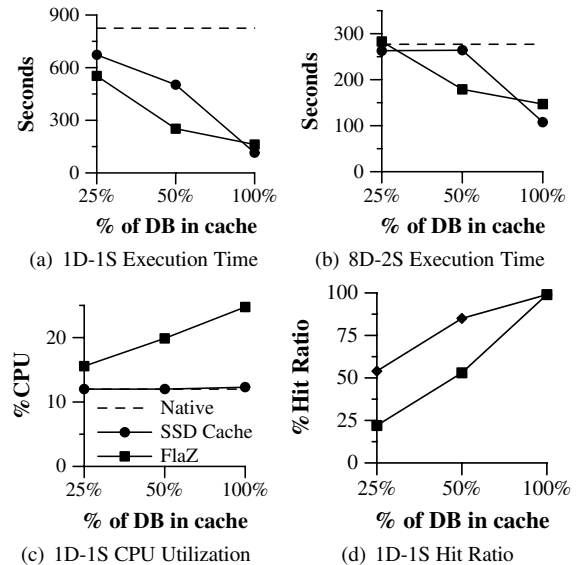 900
600
300
0
Seconds
25%
50%
100%
% of DB in cache
(a) 1D-1S Execution Time
300
200
100
0
Seconds
25%
50%
100%
% of DB in cache
(b) 8D-2S Execution Time
20
10
0
%CPU
Native
SSD Cache
FlaZ
25%
50%
100%
% of DB in cache
(c) 1D-1S CPU Utilization
100
75
50
25
0
%Hit Ratio
25%
50%
100%
% of DB in cache
(d) 1D-1S Hit Ratio